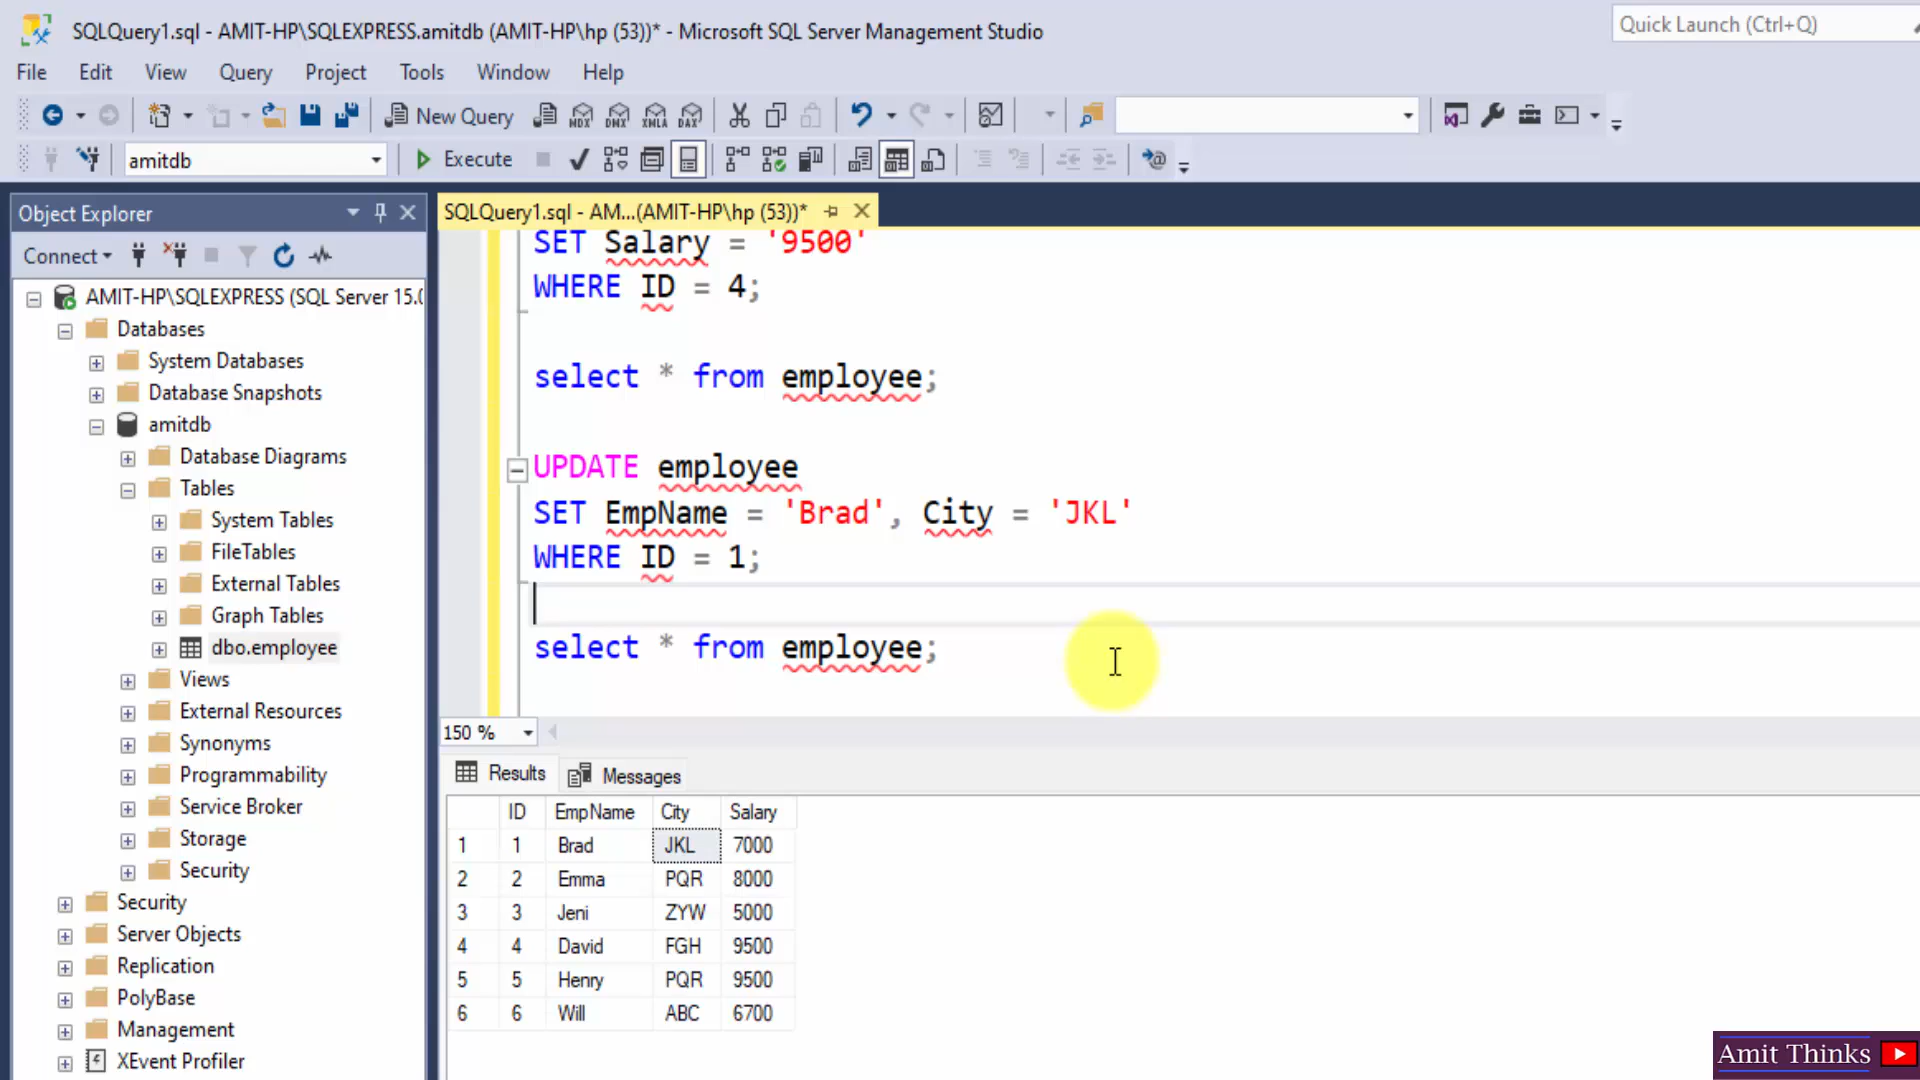 SQLQuery1.sql - AMIT-HP\SQLEXPRESS.amitdb (AMIT-HP\hp (53))* - Microsoft SQL Server Management Studio
Quick Launch (Ctrl+Q)
File Edit View Query Project Tools Window Help
New Query MDX DMX XMLA DAX
amitdb Execute
Object Explorer
Connect
AMIT-HP\SQLEXPRESS (SQL Server 15.0
Databases
System Databases
Database Snapshots
amitdb
Database Diagrams
Tables
System Tables
FileTables
External Tables
Graph Tables
dbo.employee
Views
External Resources
Synonyms
Programmability
Service Broker
Storage
Security
Security
Server Objects
Replication
PolyBase
Management
XEvent Profiler
SQLQuery1.sql - AM...(AMIT-HP\hp (53))*
SET Salary = '9500'
WHERE ID = 4;
select * from employee;
UPDATE employee
SET EmpName = 'Brad', City = 'JKL'
WHERE ID = 1;
select * from employee;
150 %
Results Messages
ID EmpName City Salary
1 1 Brad JKL 7000
2 2 Emma PQR 8000
3 3 Jeni ZYW 5000
4 4 David FGH 9500
5 5 Henry PQR 9500
6 6 Will ABC 6700
Amit Thinks